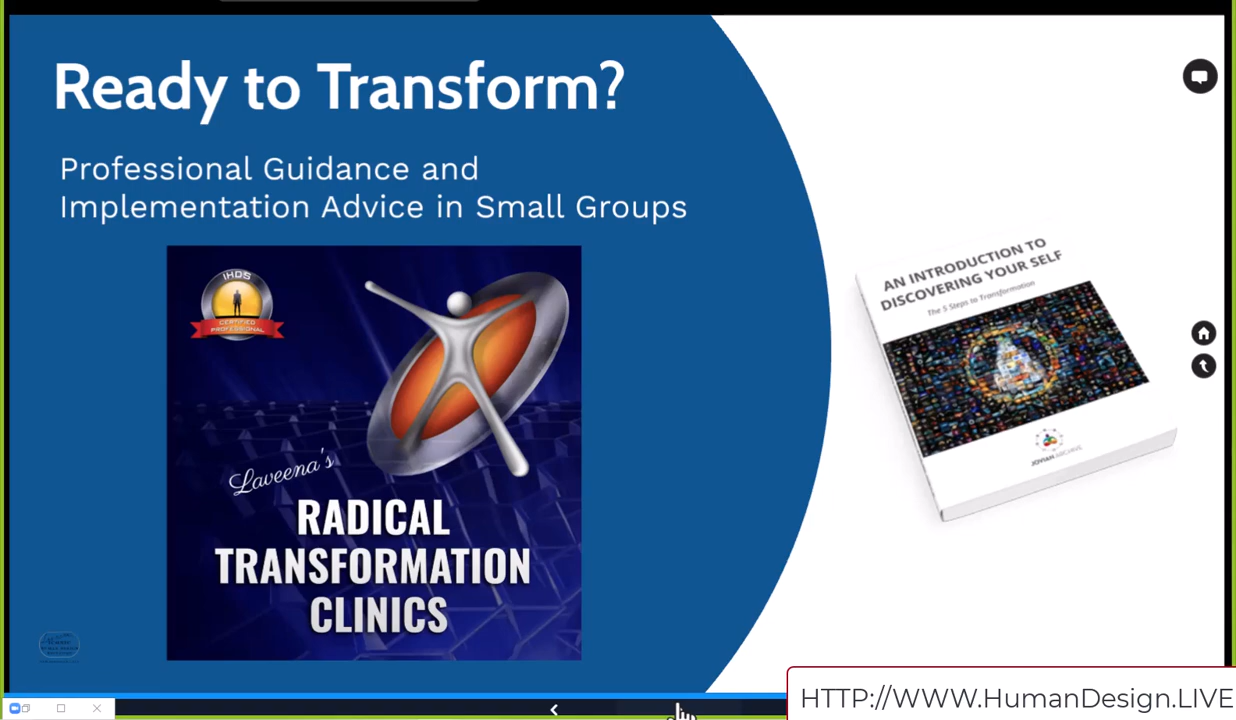 Ready to Transform?
Professional Guidance and
Implementation Advice in Small Groups
IHDS
CERTIFIED
PROFESSIONAL
Laveena's
RADICAL
TRANSFORMATION
CLINICS
AN INTRODUCTION TO
DISCOVERING YOUR SELF
The 5 Steps to Transformation
JOVIAN ARCHIVE
HTTP://WWW.HumanDesign.LIVE